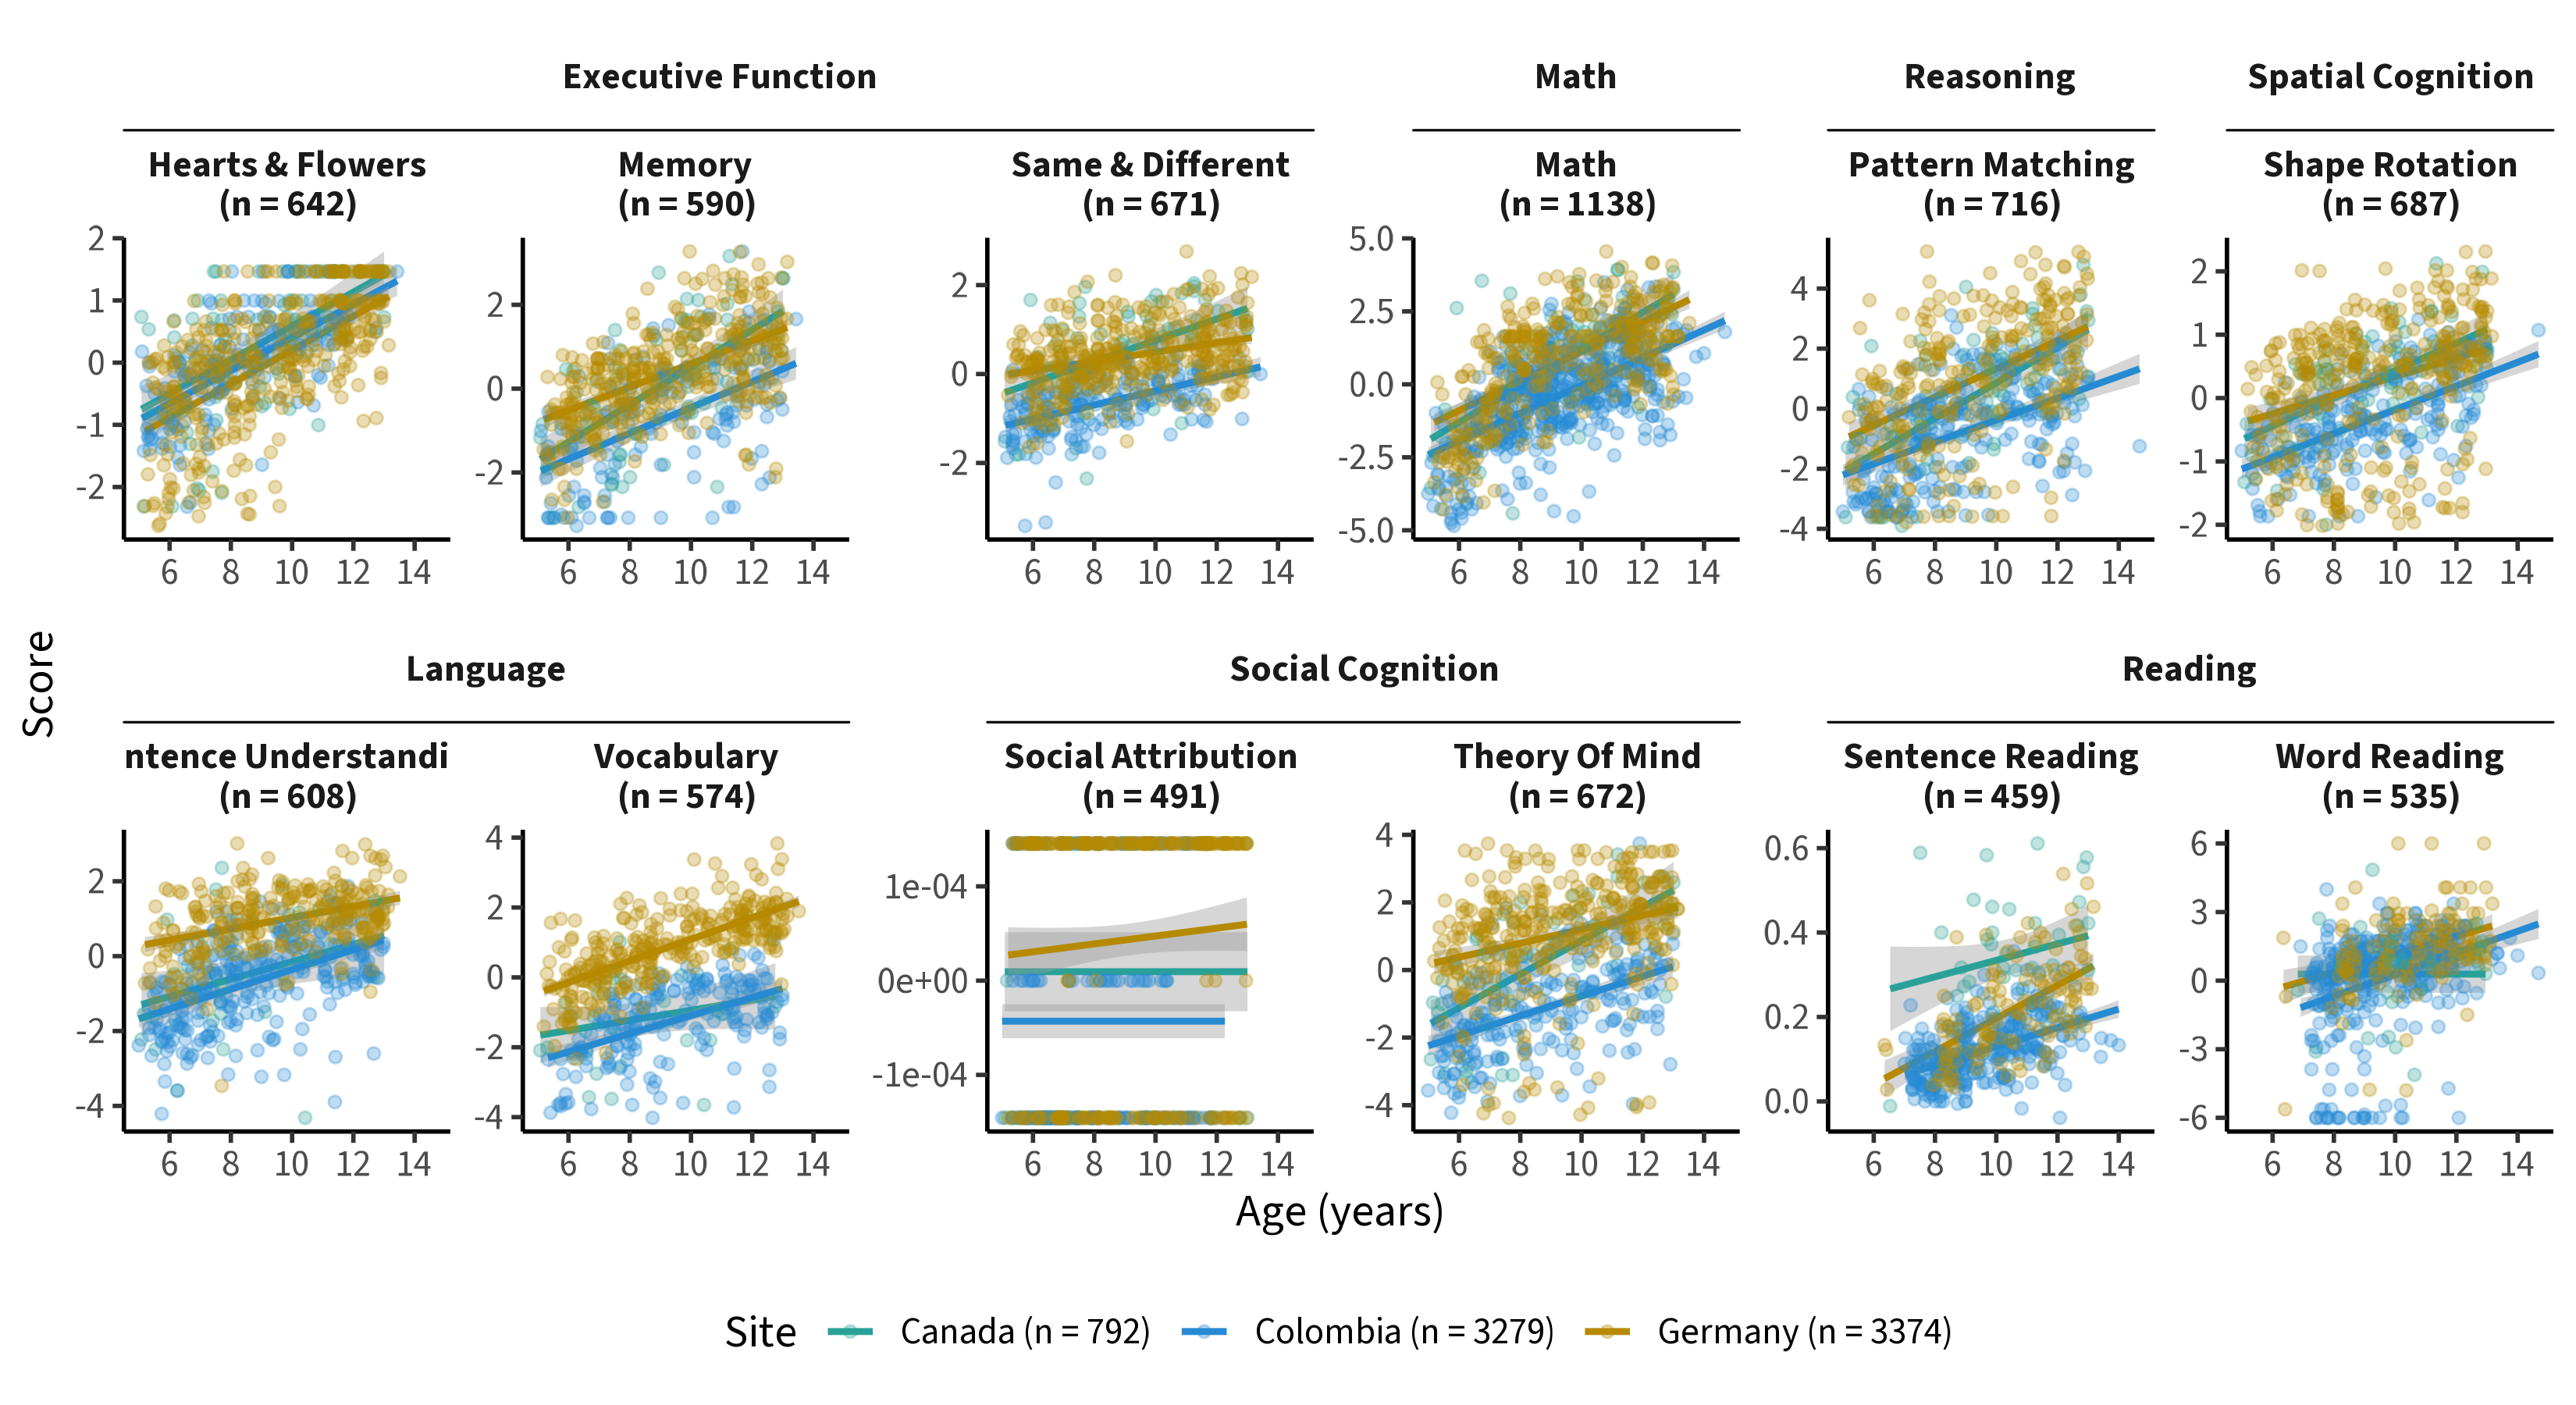 Executive Function
Math
Reasoning
Spatial Cognition
Hearts & Flowers
(n = 642)
Memory
(n = 590)
Same & Different
(n = 671)
Math
(n = 1138)
Pattern Matching
(n = 716)
Shape Rotation
(n = 687)
2
1
0
-1
-2
6 8 10 12 14
2
0
-2
6 8 10 12 14
2
0
-2
6 8 10 12 14
5.0
2.5
0.0
-2.5
-5.0
6 8 10 12 14
4
2
0
-2
-4
6 8 10 12 14
2
1
0
-1
-2
6 8 10 12 14
Score
Language
Social Cognition
Reading
ntence Understandi
(n = 608)
Vocabulary
(n = 574)
Social Attribution
(n = 491)
Theory Of Mind
(n = 672)
Sentence Reading
(n = 459)
Word Reading
(n = 535)
2
0
-2
-4
6 8 10 12 14
4
2
0
-2
-4
6 8 10 12 14
1e-04
0e+00
-1e-04
6 8 10 12 14
4
2
0
-2
-4
6 8 10 12 14
0.6
0.4
0.2
0.0
6 8 10 12 14
6
3
0
-3
-6
6 8 10 12 14
Age (years)
Site
Canada (n = 792)
Colombia (n = 3279)
Germany (n = 3374)